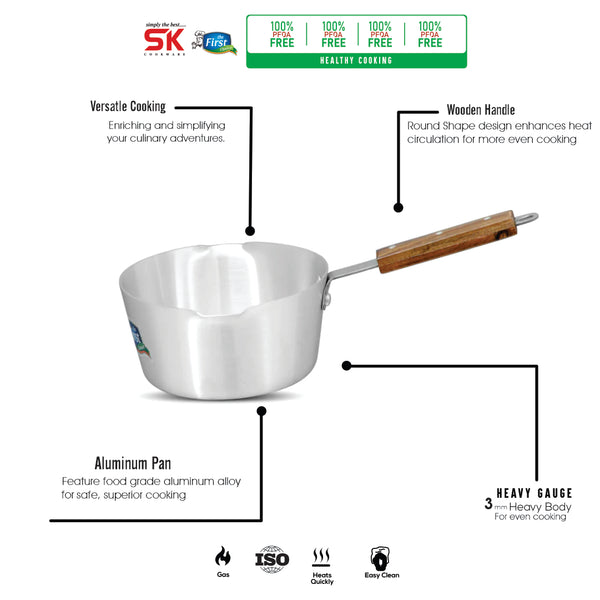 simply the best.....
SK
COOKWARE
the
First
100%
PFOA
FREE
100%
PFOA
FREE
100%
PFOA
FREE
100%
PFOA
FREE
HEALTHY COOKING
Versatle Cooking
Enriching and simplifying
your culinary adventures.
Wooden Handle
Round Shape design enhances heat
circulation for more even cooking
Aluminum Pan
Feature food grade aluminum alloy
for safe, superior cooking
HEAVY GAUGE
3 mm Heavy Body
For even cooking
Gas
ISO
Heats
Quickly
Easy Clean